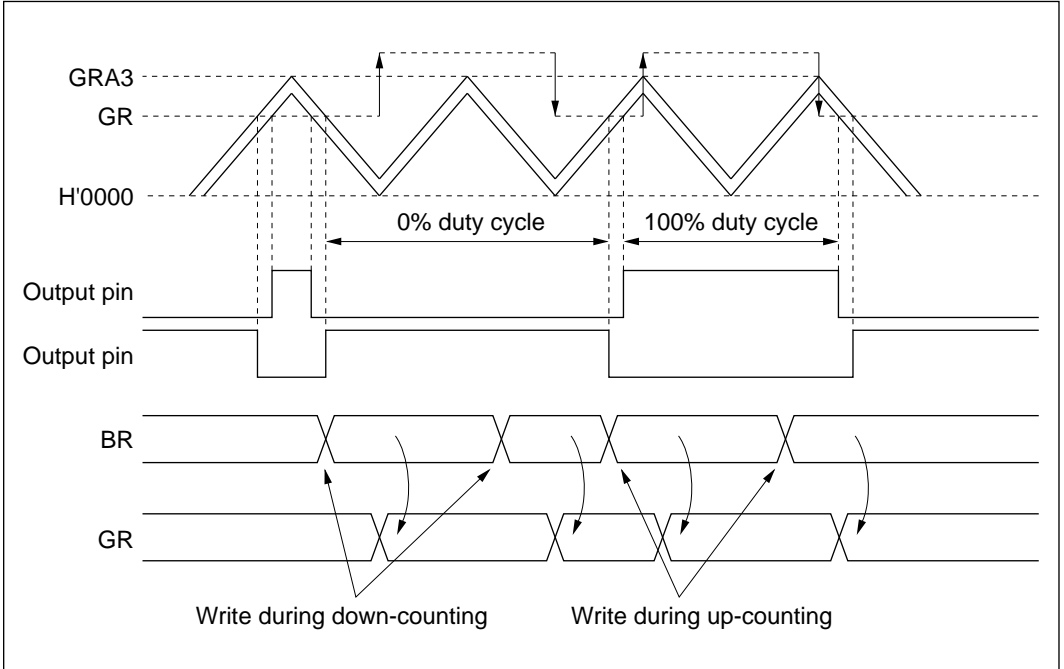 GRA3
GR
H'0000
0% duty cycle
100% duty cycle
Output pin
Output pin
BR
GR
Write during down-counting
Write during up-counting